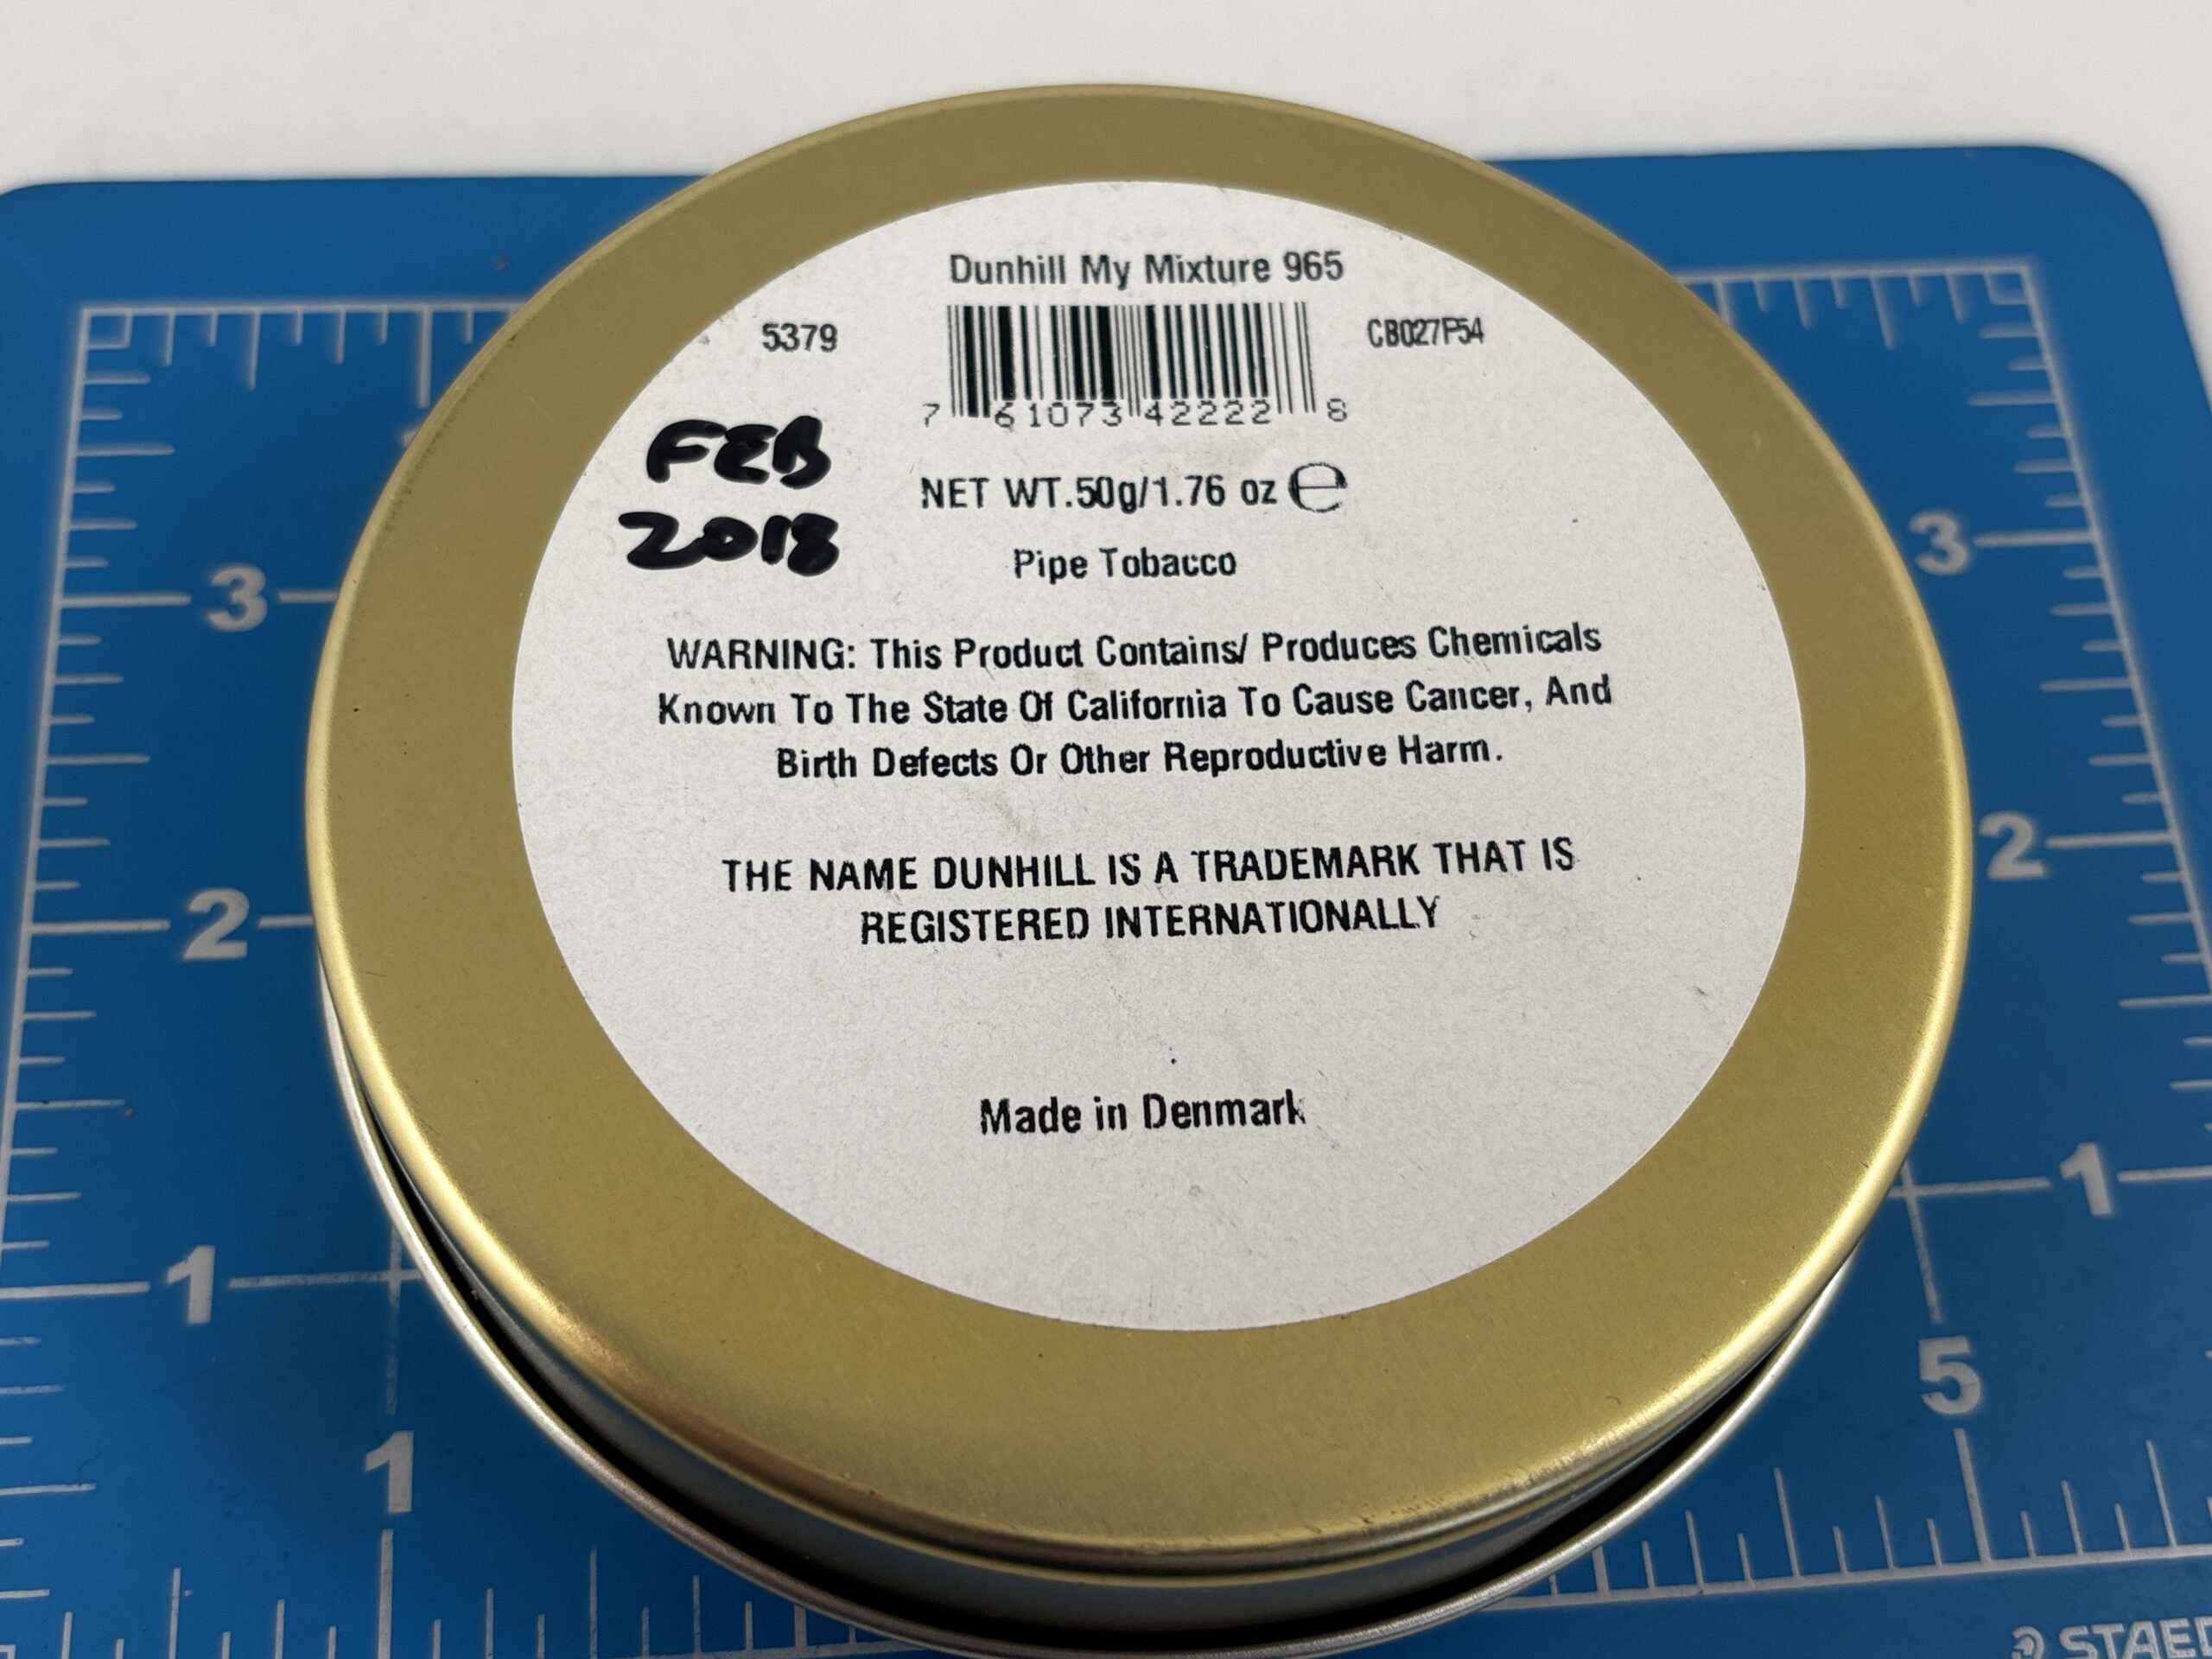 Dunhill My Mixture 965
5379
CB027P54
7 61073 42222 8
FEB
2018
NET WT.50g/1.76 oz ℮
Pipe Tobacco
WARNING: This Product Contains/ Produces Chemicals
Known To The State Of California To Cause Cancer, And
Birth Defects Or Other Reproductive Harm.
THE NAME DUNHILL IS A TRADEMARK THAT IS
REGISTERED INTERNATIONALLY
Made in Denmark
3
2
1
1
3
2
1
5
STAED